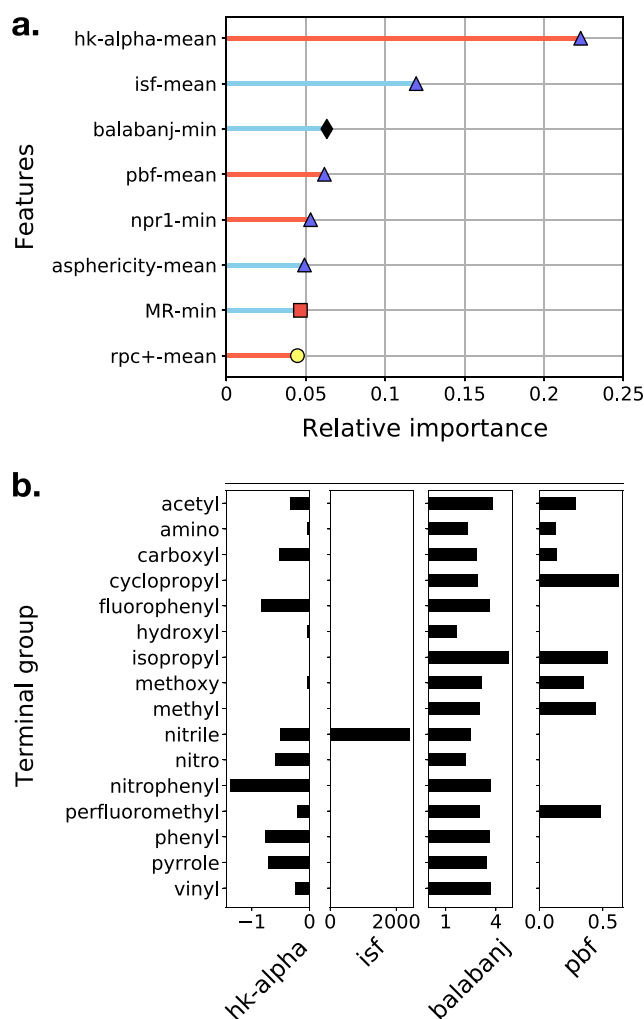 a.
Features
hk-alpha-mean
isf-mean
balabanj-min
pbf-mean
npr1-min
asphericity-mean
MR-min
rpc+-mean
0 0.05 0.1 0.15 0.2 0.25
Relative importance
b.
Terminal group
acetyl
amino
carboxyl
cyclopropyl
fluorophenyl
hydroxyl
isopropyl
methoxy
methyl
nitrile
nitro
nitrophenyl
perfluoromethyl
phenyl
pyrrole
vinyl
−1 0 0 2000 1 4 0.0 0.5
hk-alpha isf balabanj pbf